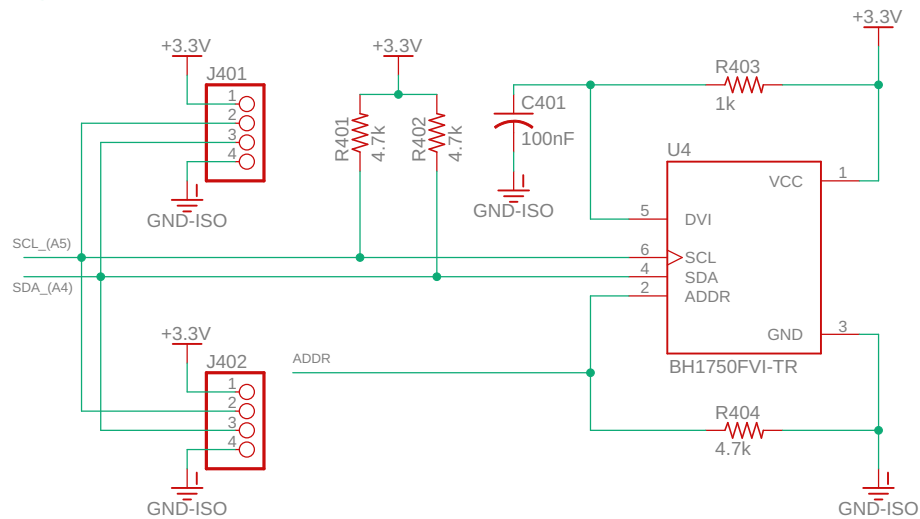 +3.3V
+3.3V
+3.3V
J401
1
2
3
4
GND-ISO
R401
4.7k
R402
4.7k
C401
100nF
GND-ISO
R403
1k
U4
VCC
1
5
DVI
6
SCL
4
SDA
2
ADDR
GND
3
BH1750FVI-TR
SCL_(A5)
SDA_(A4)
+3.3V
J402
1
2
3
4
GND-ISO
ADDR
R404
4.7k
GND-ISO